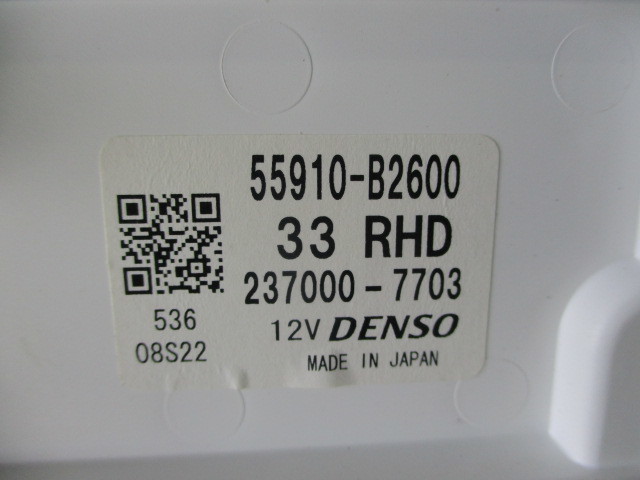 55910-B2600
33 RHD
237000-7703
536
12V DENSO
08S22
MADE IN JAPAN